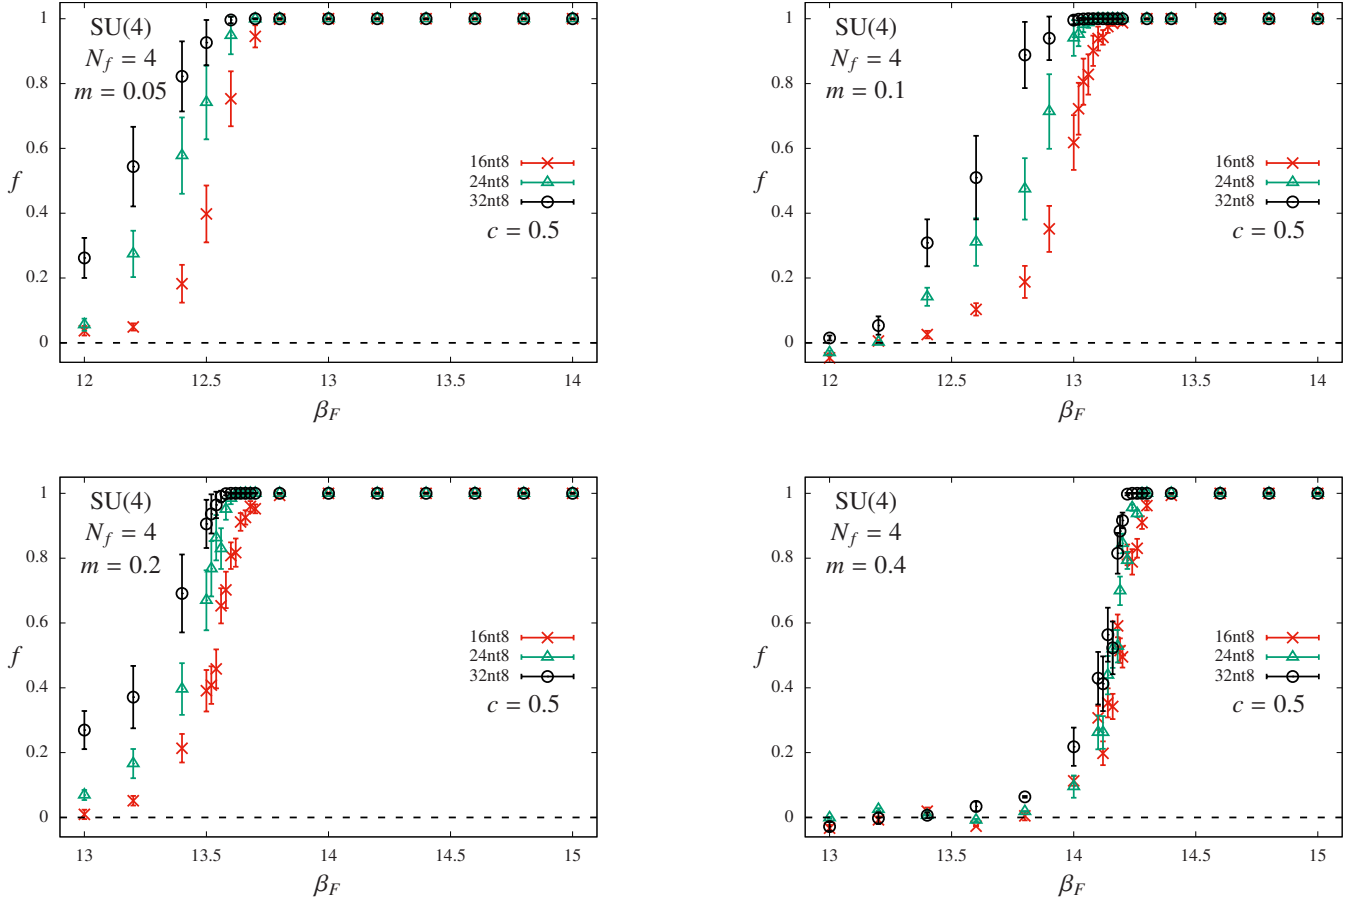 1
0.8
0.6
0.4
0.2
0
f
SU(4)
N_f = 4
m = 0.05
16nt8
24nt8
32nt8
c = 0.5
12
12.5
13
13.5
14
β_F
1
0.8
0.6
0.4
0.2
0
f
SU(4)
N_f = 4
m = 0.1
16nt8
24nt8
32nt8
c = 0.5
12
12.5
13
13.5
14
β_F
1
0.8
0.6
0.4
0.2
0
f
SU(4)
N_f = 4
m = 0.2
16nt8
24nt8
32nt8
c = 0.5
13
13.5
14
14.5
15
β_F
1
0.8
0.6
0.4
0.2
0
f
SU(4)
N_f = 4
m = 0.4
16nt8
24nt8
32nt8
c = 0.5
13
13.5
14
14.5
15
β_F